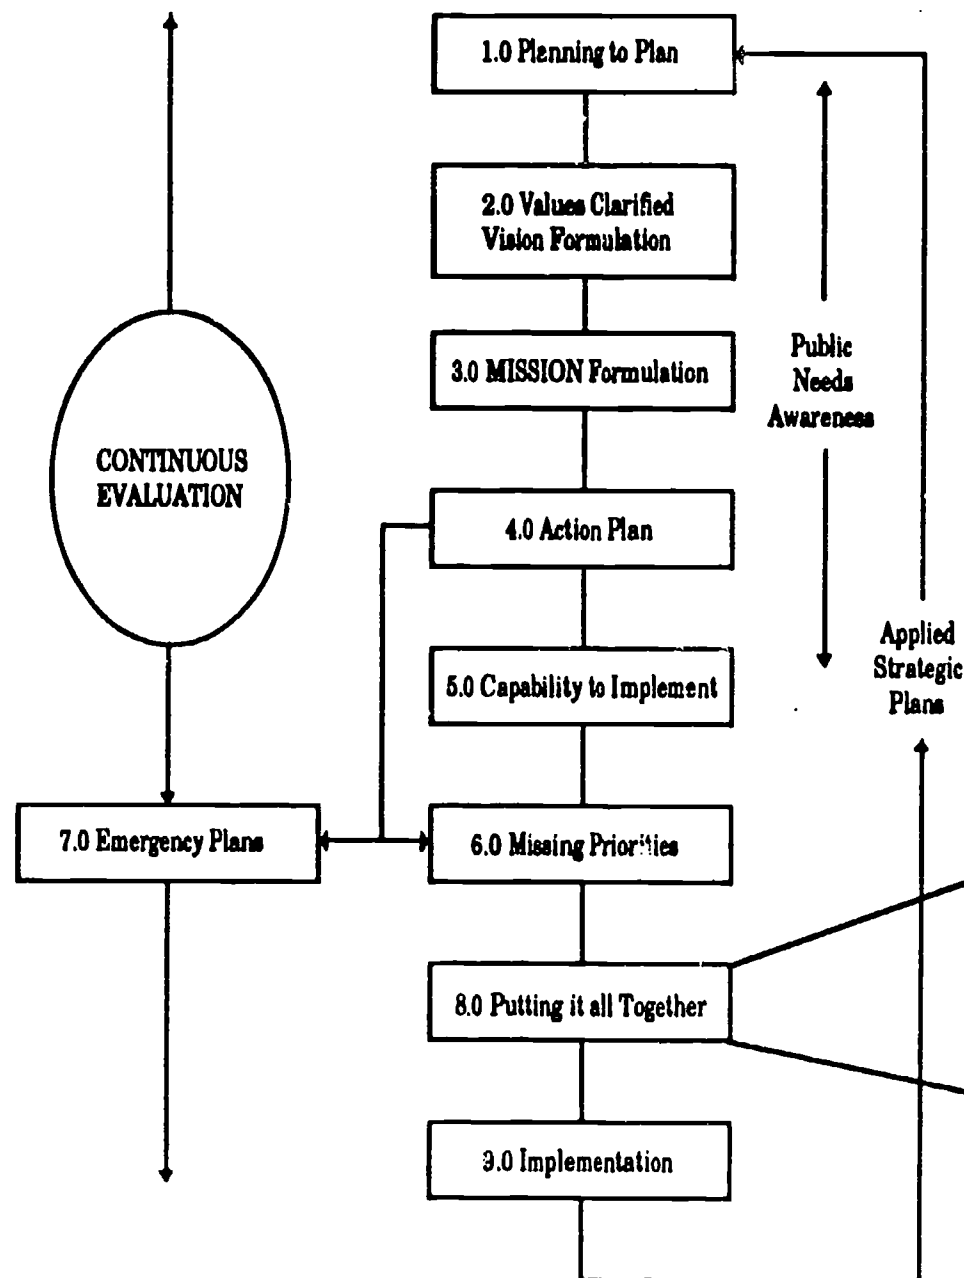 1.0 Planning to Plan
2.0 Values Clarified
Vision Formulation
3.0 MISSION Formulation
Public
Needs
Awareness
CONTINUOUS
EVALUATION
4.0 Action Plan
Applied
Strategic
Plans
5.0 Capability to Implement
7.0 Emergency Plans
6.0 Missing Priorities
8.0 Putting it all Together
9.0 Implementation